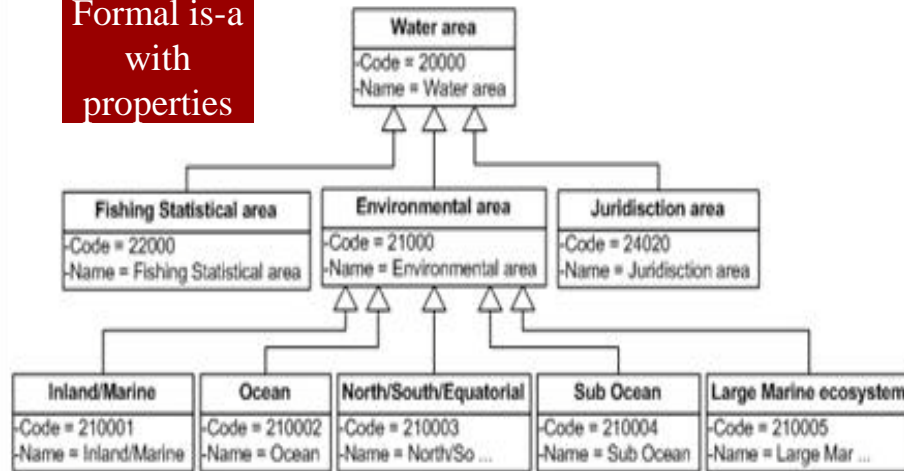 Formal is-a
with
properties
Water area
-Code = 20000
-Name = Water area
Fishing Statistical area
-Code = 22000
-Name = Fishing Statistical area
Environmental area
-Code = 21000
-Name = Environmental area
Juridisction area
-Code = 24020
-Name = Juridisction area
Inland/Marine
-Code = 210001
-Name = Inland/Marine
Ocean
-Code = 210002
-Name = Ocean
North/South/Equatorial
-Code = 210003
-Name = North/So ...
Sub Ocean
-Code = 210004
-Name = Sub Ocean
Large Marine ecosystem
-Code = 210005
-Name = Large Mar ...